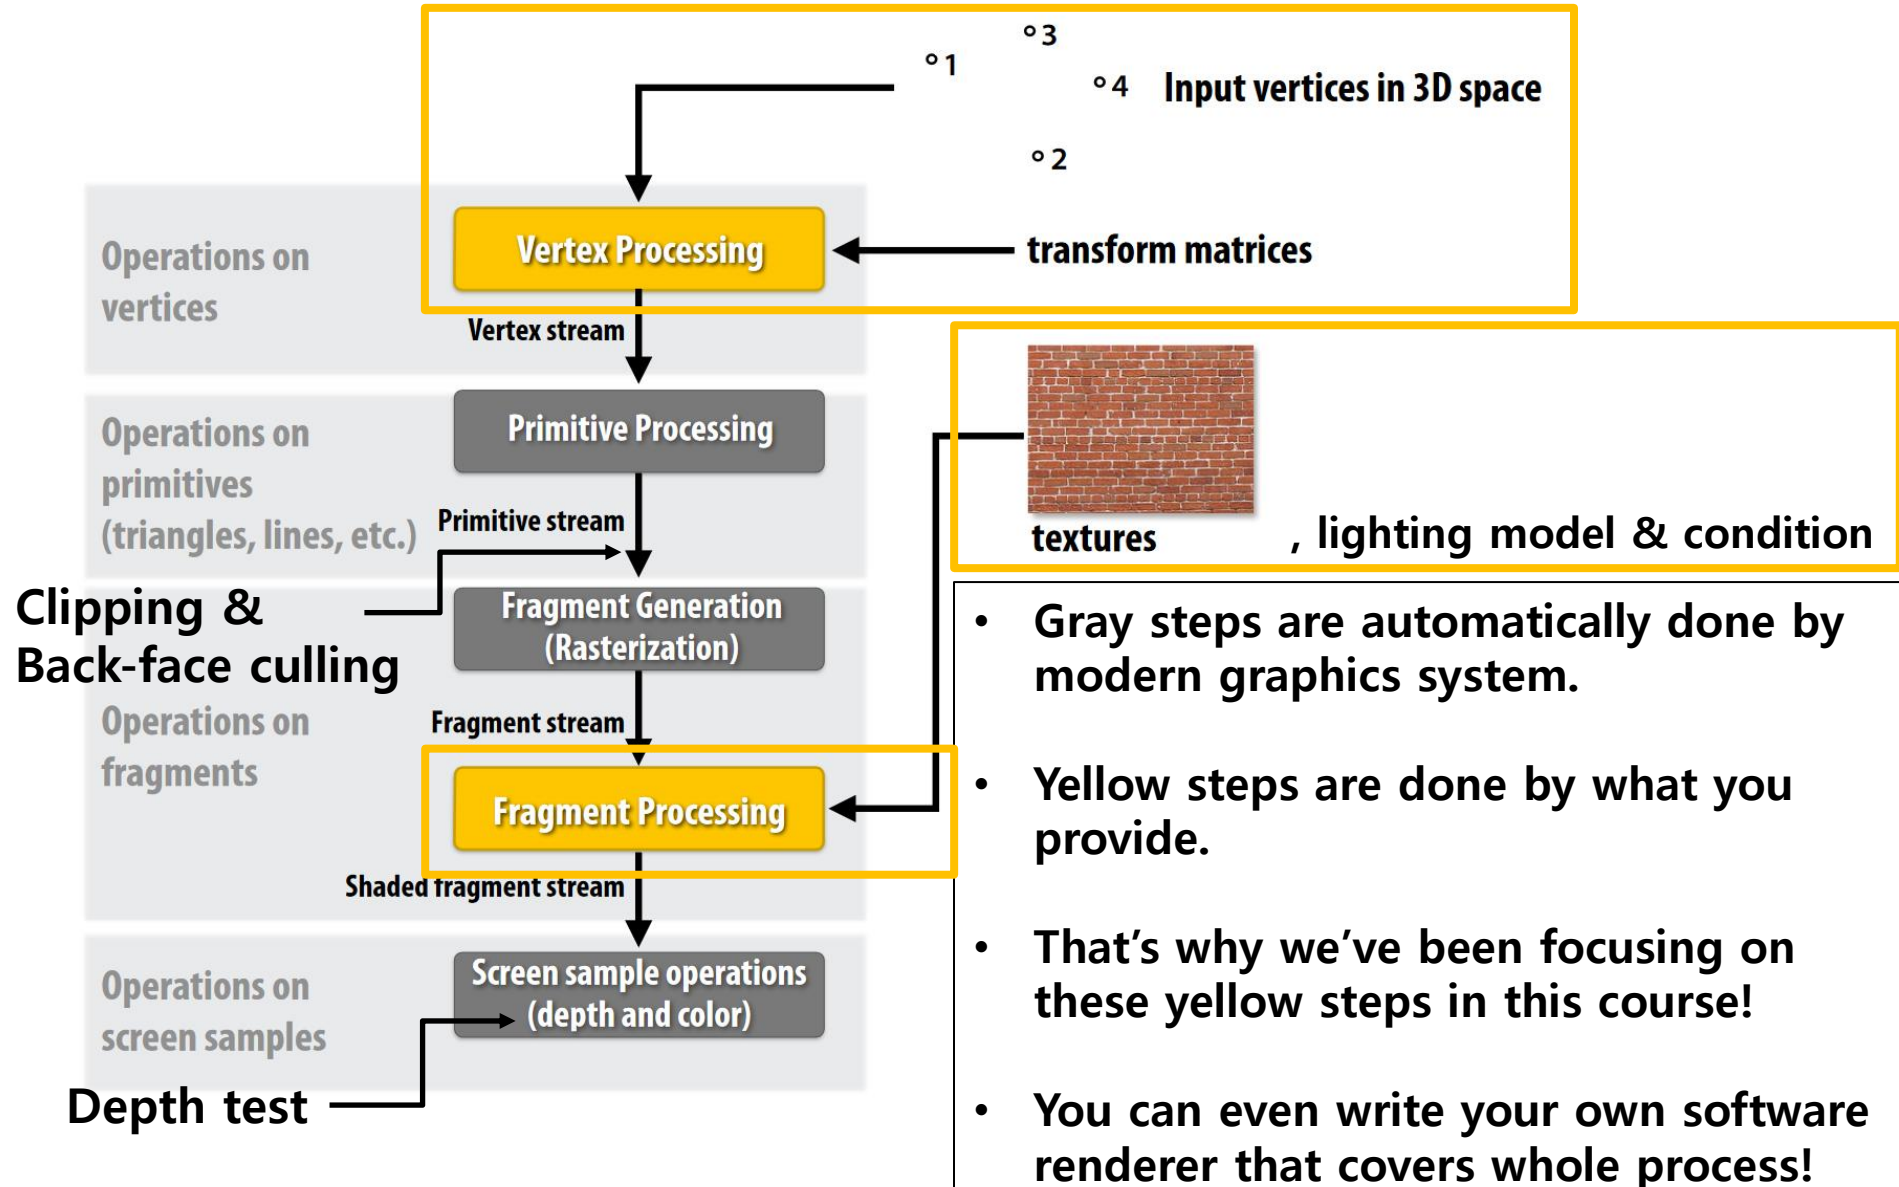 °1
°3
°4
Input vertices in 3D space
°2
Operations on
vertices
Vertex Processing
transform matrices
Vertex stream
Operations on
primitives
(triangles, lines, etc.)
Primitive Processing
Primitive stream
textures
, lighting model & condition
Clipping &
Back-face culling
Fragment Generation
(Rasterization)
Operations on
fragments
Fragment stream
Fragment Processing
Shaded fragment stream
Operations on
screen samples
Screen sample operations
(depth and color)
Depth test
• Gray steps are automatically done by
modern graphics system.
• Yellow steps are done by what you
provide.
• That’s why we’ve been focusing on
these yellow steps in this course!
• You can even write your own software
renderer that covers whole process!